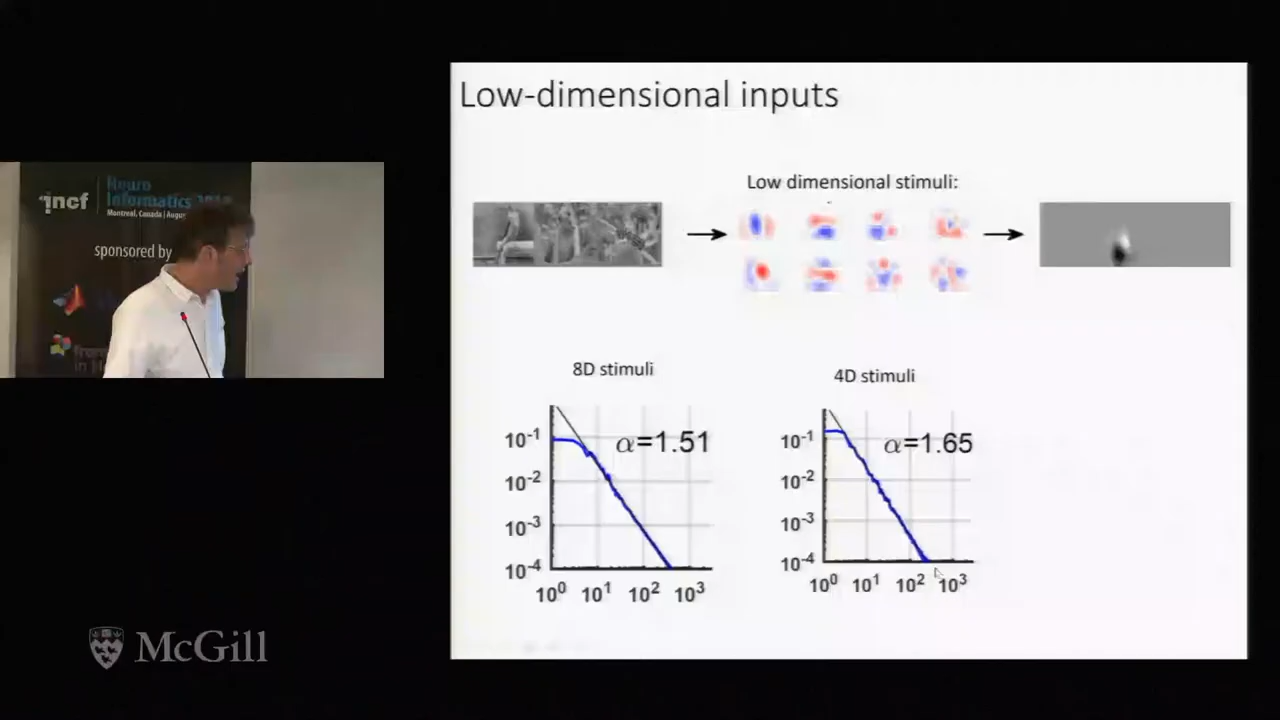 Low-dimensional inputs
Low dimensional stimuli:
8D stimuli
α=1.51
10⁻¹
10⁻²
10⁻³
10⁻⁴
10⁰ 10¹ 10² 10³
4D stimuli
α=1.65
10⁻¹
10⁻²
10⁻³
10⁻⁴
10⁰ 10¹ 10² 10³
incf
Neuro
Informatics
Montreal, Canada
sponsored by
McGill